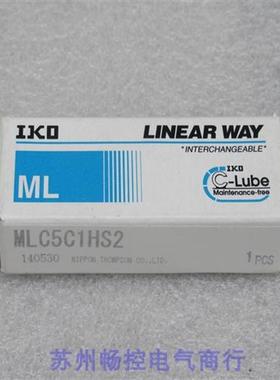 IKO
LINEAR WAY
"INTERCHANGEABLE"
ML
IKO
C-Lube
Maintenance-free
MLC5C1HS2
140530 NIPPON THOMPSON CO.,LTD.
1 PCS
苏州畅控电气商行